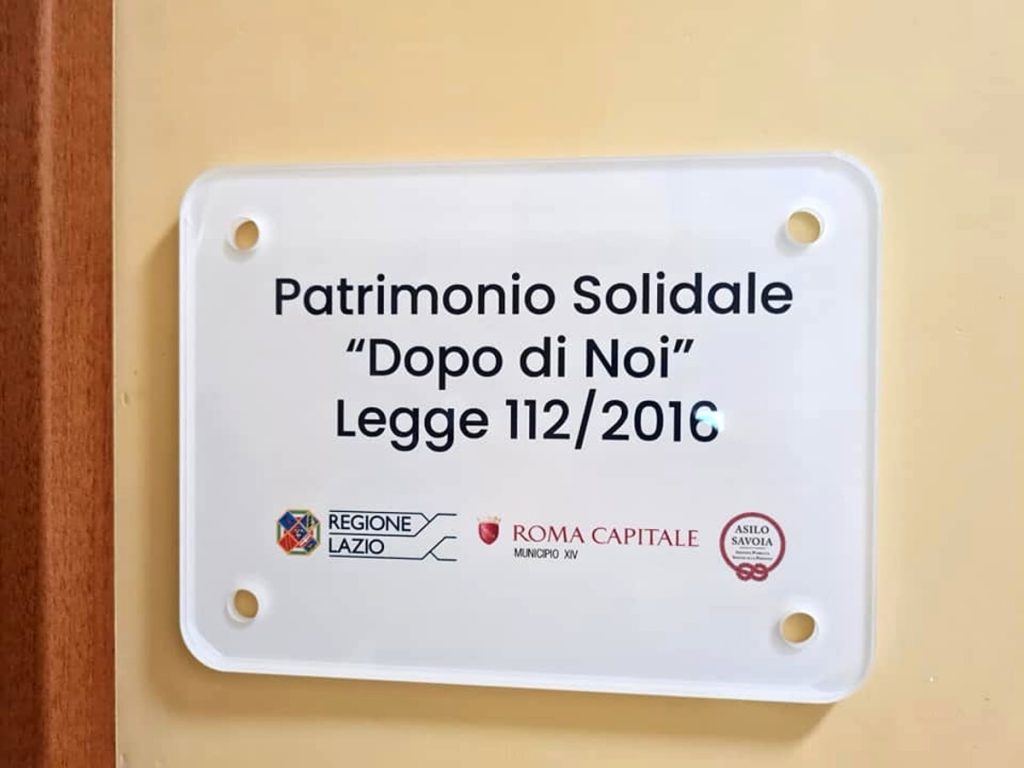 Patrimonio Solidale
“Dopo di Noi”
Legge 112/2016
REGIONE
LAZIO
ROMA CAPITALE
MUNICIPIO XIV
ASILO
SAVOIA